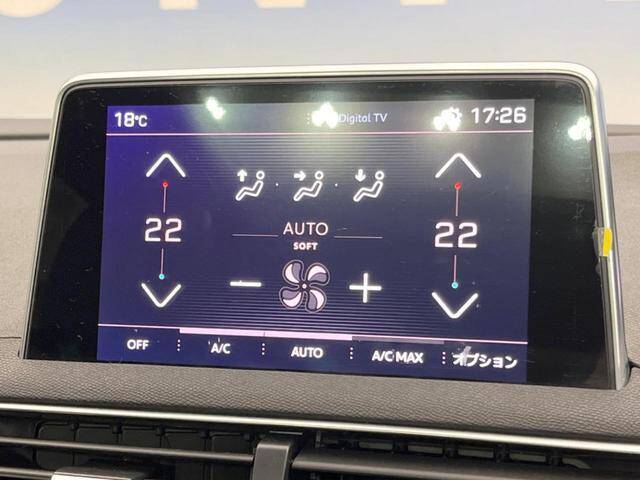 18°C Digital TV 17:26
AUTO
22 SOFT 22
OFF A/C AUTO A/C MAX オプション